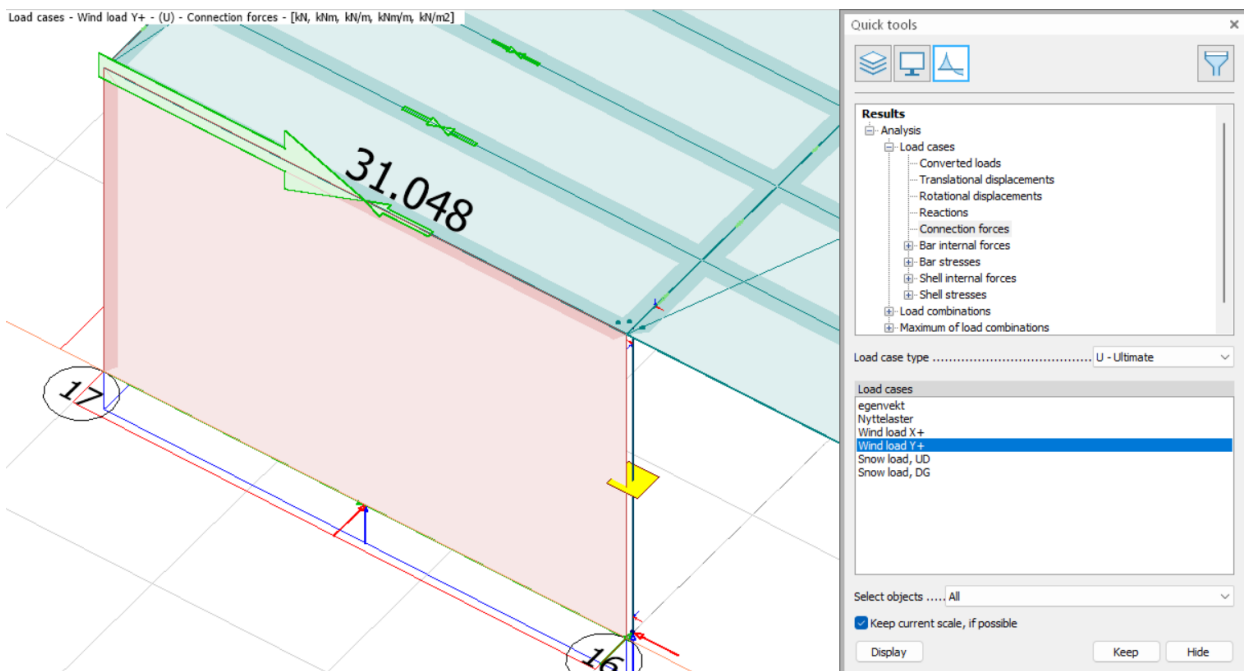 Load cases - Wind load Y+ - (U) - Connection forces - [kN, kNm, kN/m, kNm/m, kN/m2]
31.048
17
16
Quick tools
Results
Analysis
Load cases
Converted loads
Translational displacements
Rotational displacements
Reactions
Connection forces
Bar internal forces
Bar stresses
Shell internal forces
Shell stresses
Load combinations
Maximum of load combinations
Load case type ........................................ U - Ultimate
Load cases
egenvekt
Nyttelaster
Wind load X+
Wind load Y+
Snow load, UD
Snow load, DG
Select objects ..... All
Keep current scale, if possible
Display Keep Hide